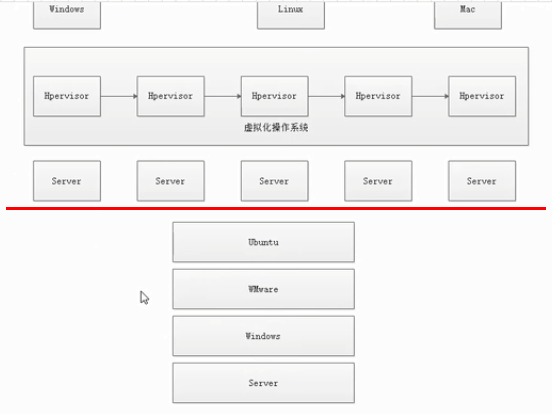 Windows
Linux
Mac
Hpervisor
Hpervisor
Hpervisor
Hpervisor
Hpervisor
虚拟化操作系统
Server
Server
Server
Server
Server
Ubuntu
WMware
Windows
Server